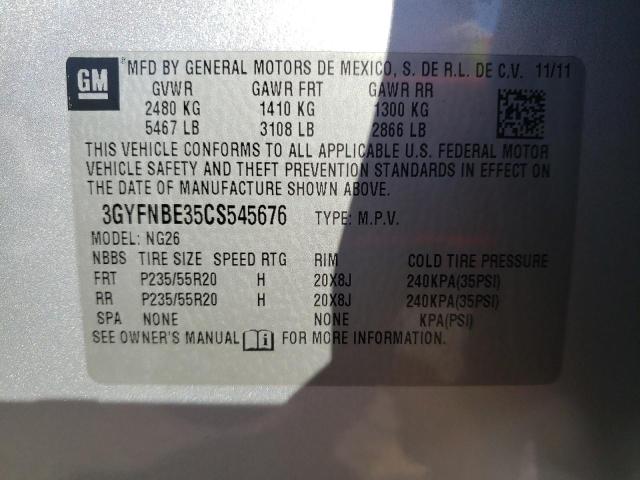 GM
® MFD BY GENERAL MOTORS DE MEXICO, S. DE R.L. DE C.V. 11/11
GVWR GAWR FRT GAWR RR
2480 KG 1410 KG 1300 KG
5467 LB 3108 LB 2866 LB
THIS VEHICLE CONFORMS TO ALL APPLICABLE U.S. FEDERAL MOTOR
VEHICLE SAFETY AND THEFT PREVENTION STANDARDS IN EFFECT ON
THE DATE OF MANUFACTURE SHOWN ABOVE.
3GYFNBE35CS545676 TYPE: M.P.V.
MODEL: NG26
NBBS TIRE SIZE SPEED RTG RIM COLD TIRE PRESSURE
FRT P235/55R20 H 20X8J 240KPA(35PSI)
RR P235/55R20 H 20X8J 240KPA(35PSI)
SPA NONE NONE KPA(PSI)
SEE OWNER'S MANUAL i FOR MORE INFORMATION.